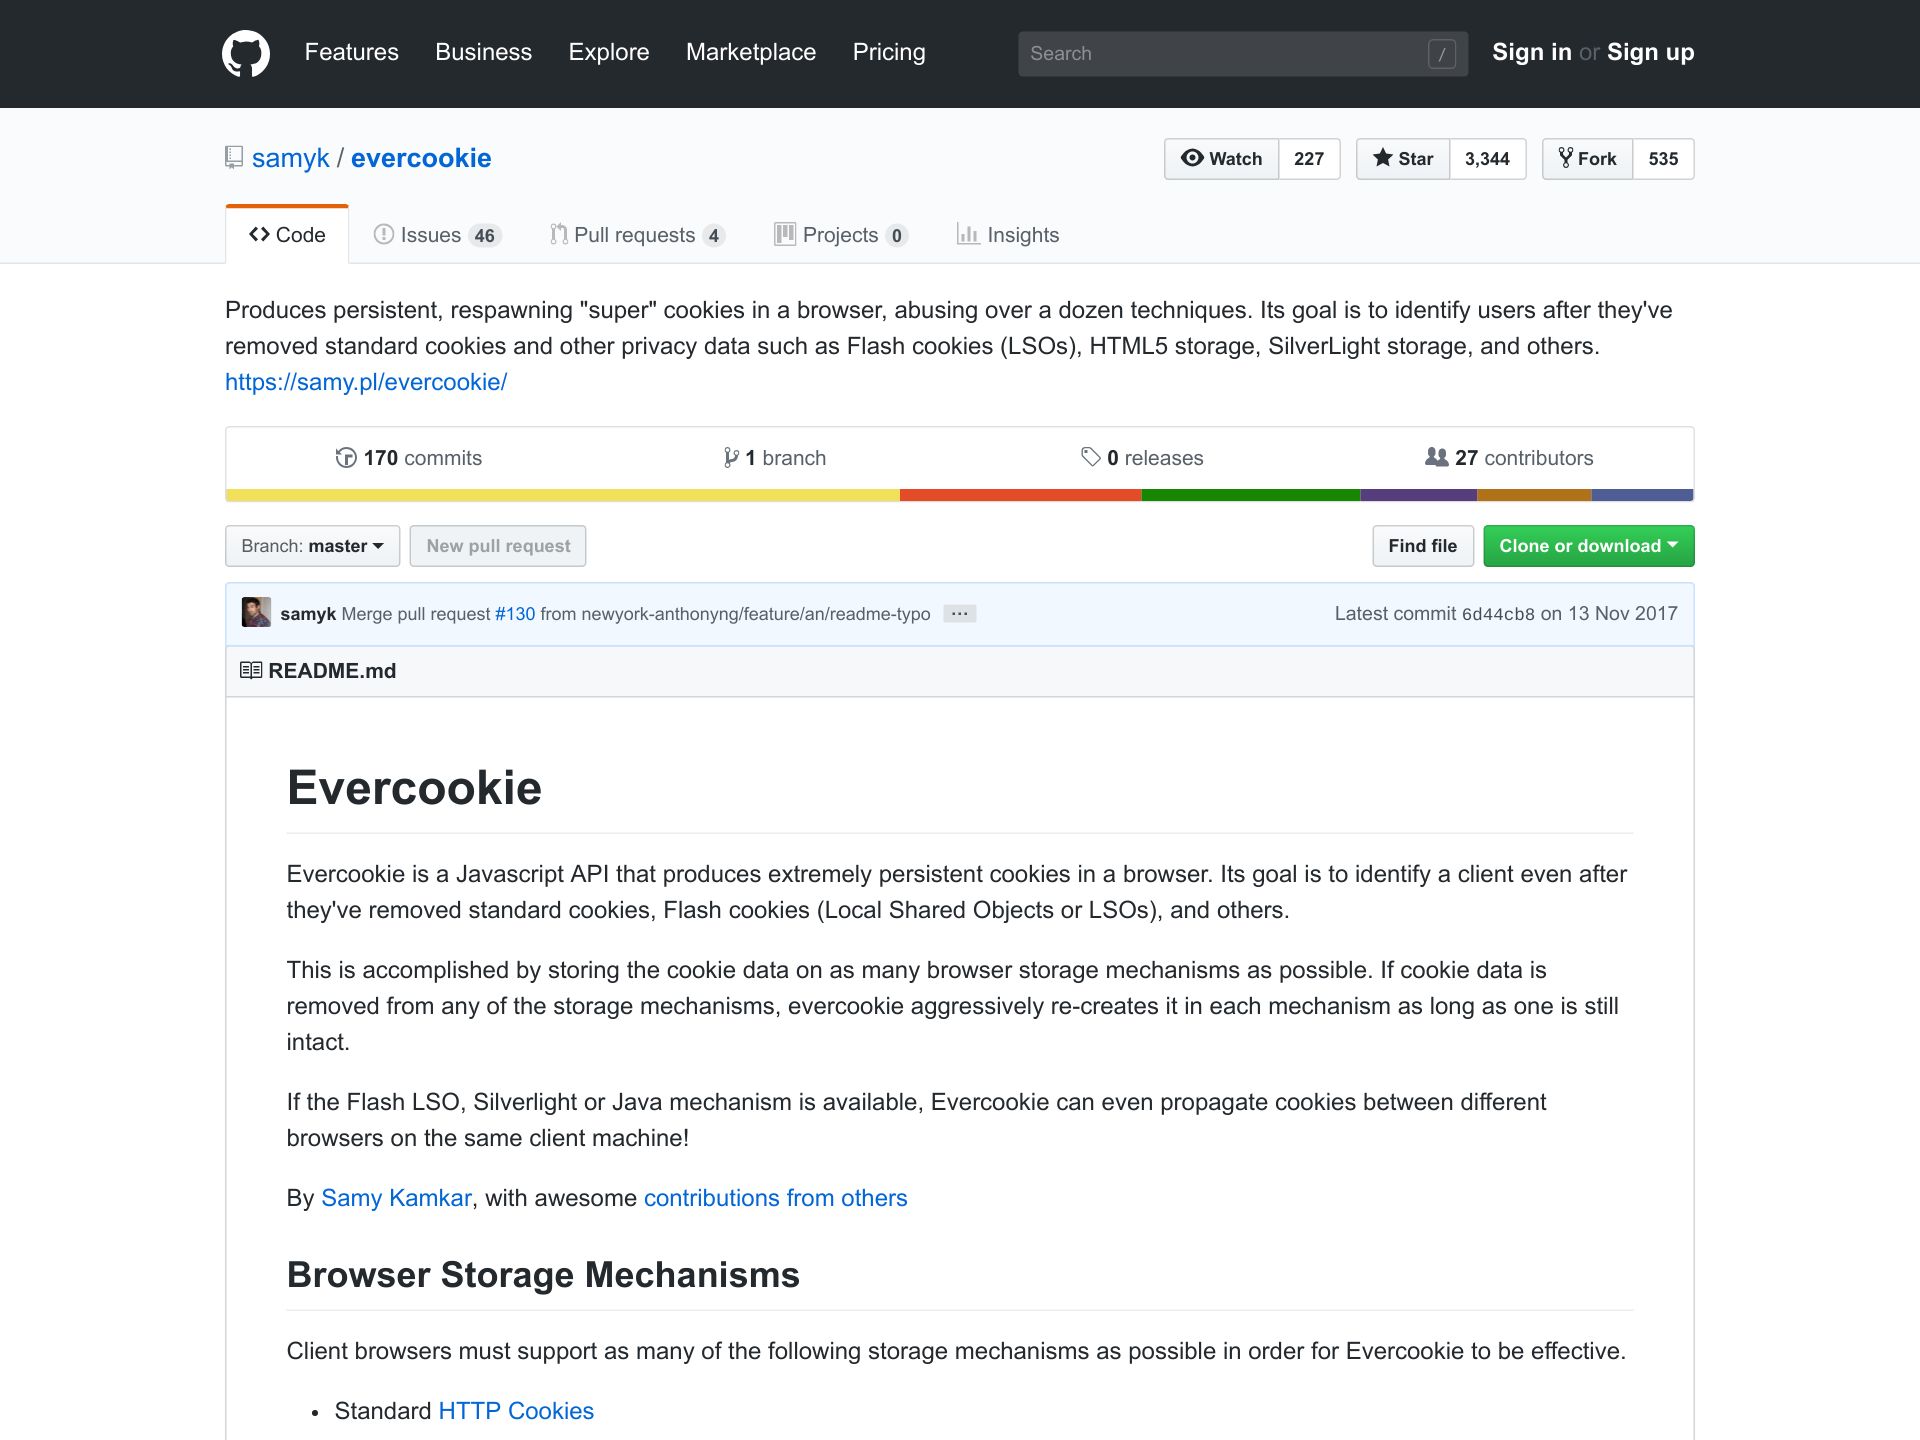 Features Business Explore Marketplace Pricing Search / Sign in or Sign up
samyk / evercookie Watch 227 Star 3,344 Fork 535
Code Issues 46 Pull requests 4 Projects 0 Insights
Produces persistent, respawning "super" cookies in a browser, abusing over a dozen techniques. Its goal is to identify users after they've
removed standard cookies and other privacy data such as Flash cookies (LSOs), HTML5 storage, SilverLight storage, and others.
https://samy.pl/evercookie/
170 commits 1 branch 0 releases 27 contributors
Branch: master New pull request Find file Clone or download
samyk Merge pull request #130 from newyork-anthonyng/feature/an/readme-typo ... Latest commit 6d44cb8 on 13 Nov 2017
README.md
Evercookie
Evercookie is a Javascript API that produces extremely persistent cookies in a browser. Its goal is to identify a client even after
they've removed standard cookies, Flash cookies (Local Shared Objects or LSOs), and others.
This is accomplished by storing the cookie data on as many browser storage mechanisms as possible. If cookie data is
removed from any of the storage mechanisms, evercookie aggressively re-creates it in each mechanism as long as one is still
intact.
If the Flash LSO, Silverlight or Java mechanism is available, Evercookie can even propagate cookies between different
browsers on the same client machine!
By Samy Kamkar, with awesome contributions from others
Browser Storage Mechanisms
Client browsers must support as many of the following storage mechanisms as possible in order for Evercookie to be effective.
• Standard HTTP Cookies